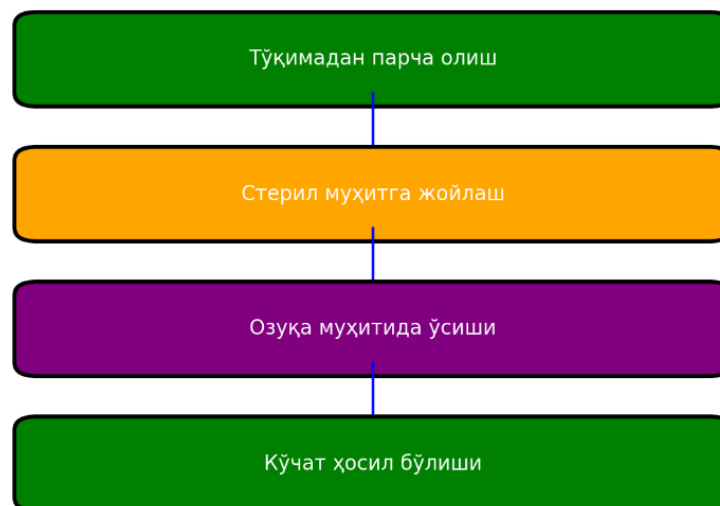 Тўқимадан парча олиш
Стерил муҳитга жойлаш
Озуқа муҳитида ўсиши
Кўчат ҳосил бўлиши